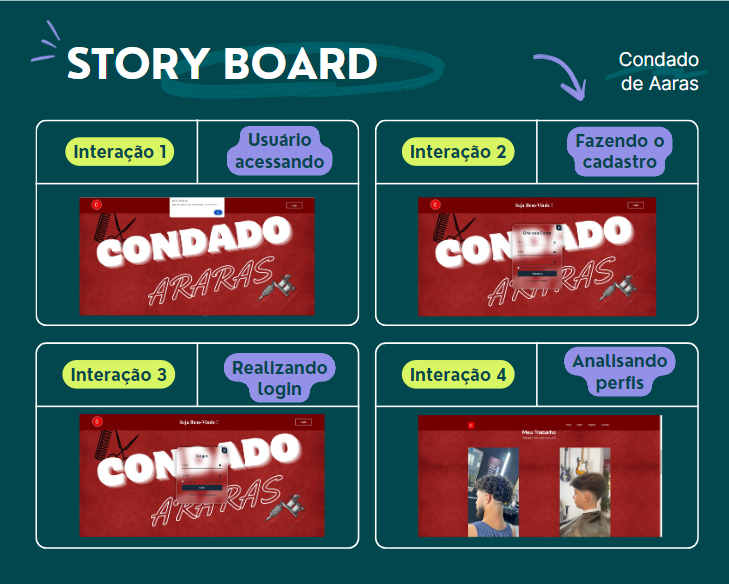 STORY BOARD
Condado
de Aaras
Interação 1
Usuário
acessando
Interação 2
Fazendo o
cadastro
CONDADO
ARARAS
Seja Bem-Vindo !
CONDADO
ARARAS
Interação 3
Realizando
login
Interação 4
Analisando
perfis
Seja Bem-Vindo !
Login
CONDADO
ARARAS
Meu Trabalho